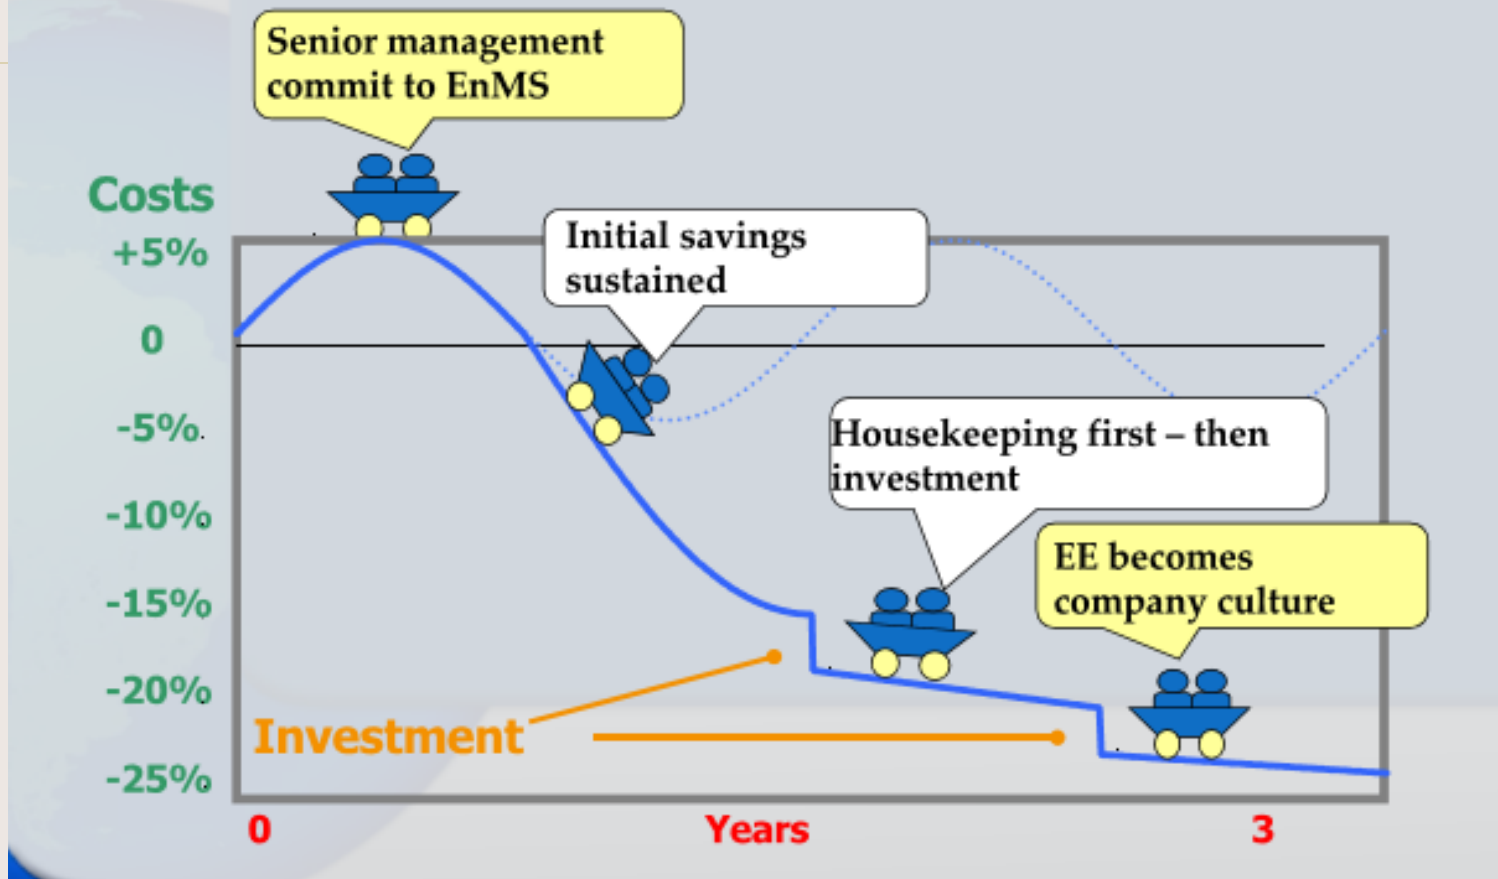 Senior management
commit to EnMS
Costs
+5%
Initial savings
sustained
0
-5%
Housekeeping first – then
investment
-10%
EE becomes
company culture
-15%
-20%
Investment
-25%
0
Years
3